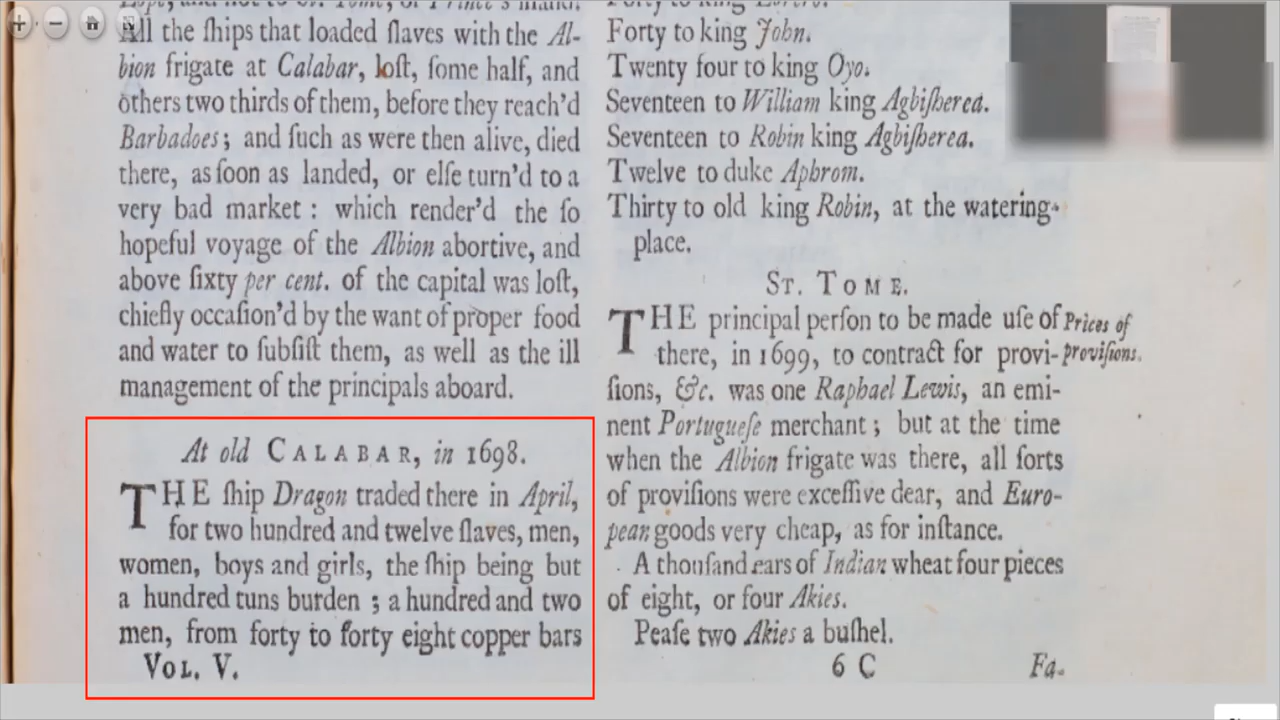 All the ſhips that loaded ſlaves with the Al-
bion frigate at Calabar, loſt, ſome half, and
others two thirds of them, before they reach'd
Barbadoes; and ſuch as were then alive, died
there, as ſoon as landed, or elſe turn'd to a
very bad market: which render'd the ſo
hopeful voyage of the Albion abortive, and
above ſixty per cent. of the capital was loſt,
chiefly occaſion'd by the want of proper food
and water to ſubſiſt them, as well as the ill
management of the principals aboard.
At old CALABAR, in 1698.
THE ſhip Dragon traded there in April,
for two hundred and twelve ſlaves, men,
women, boys and girls, the ſhip being but
a hundred tuns burden; a hundred and two
men, from forty to forty eight copper bars
VOL. V.
Forty to king John.
Twenty four to king Oyo.
Seventeen to William king Agbiſherea.
Seventeen to Robin king Agbiſherea.
Twelve to duke Aphrom.
Thirty to old king Robin, at the watering-
place.
ST. TOME.
THE principal perſon to be made uſe of
there, in 1699, to contract for provi-
ſions, &c. was one Raphael Lewis, an emi-
nent Portugueſe merchant; but at the time
when the Albion frigate was there, all ſorts
of proviſions were exceſſive dear, and Euro-
pean goods very cheap, as for inſtance.
A thouſand ears of Indian wheat four pieces
of eight, or four Akies.
Peaſe two Akies a buſhel.
6 C
Fa-
Prices of
proviſions.